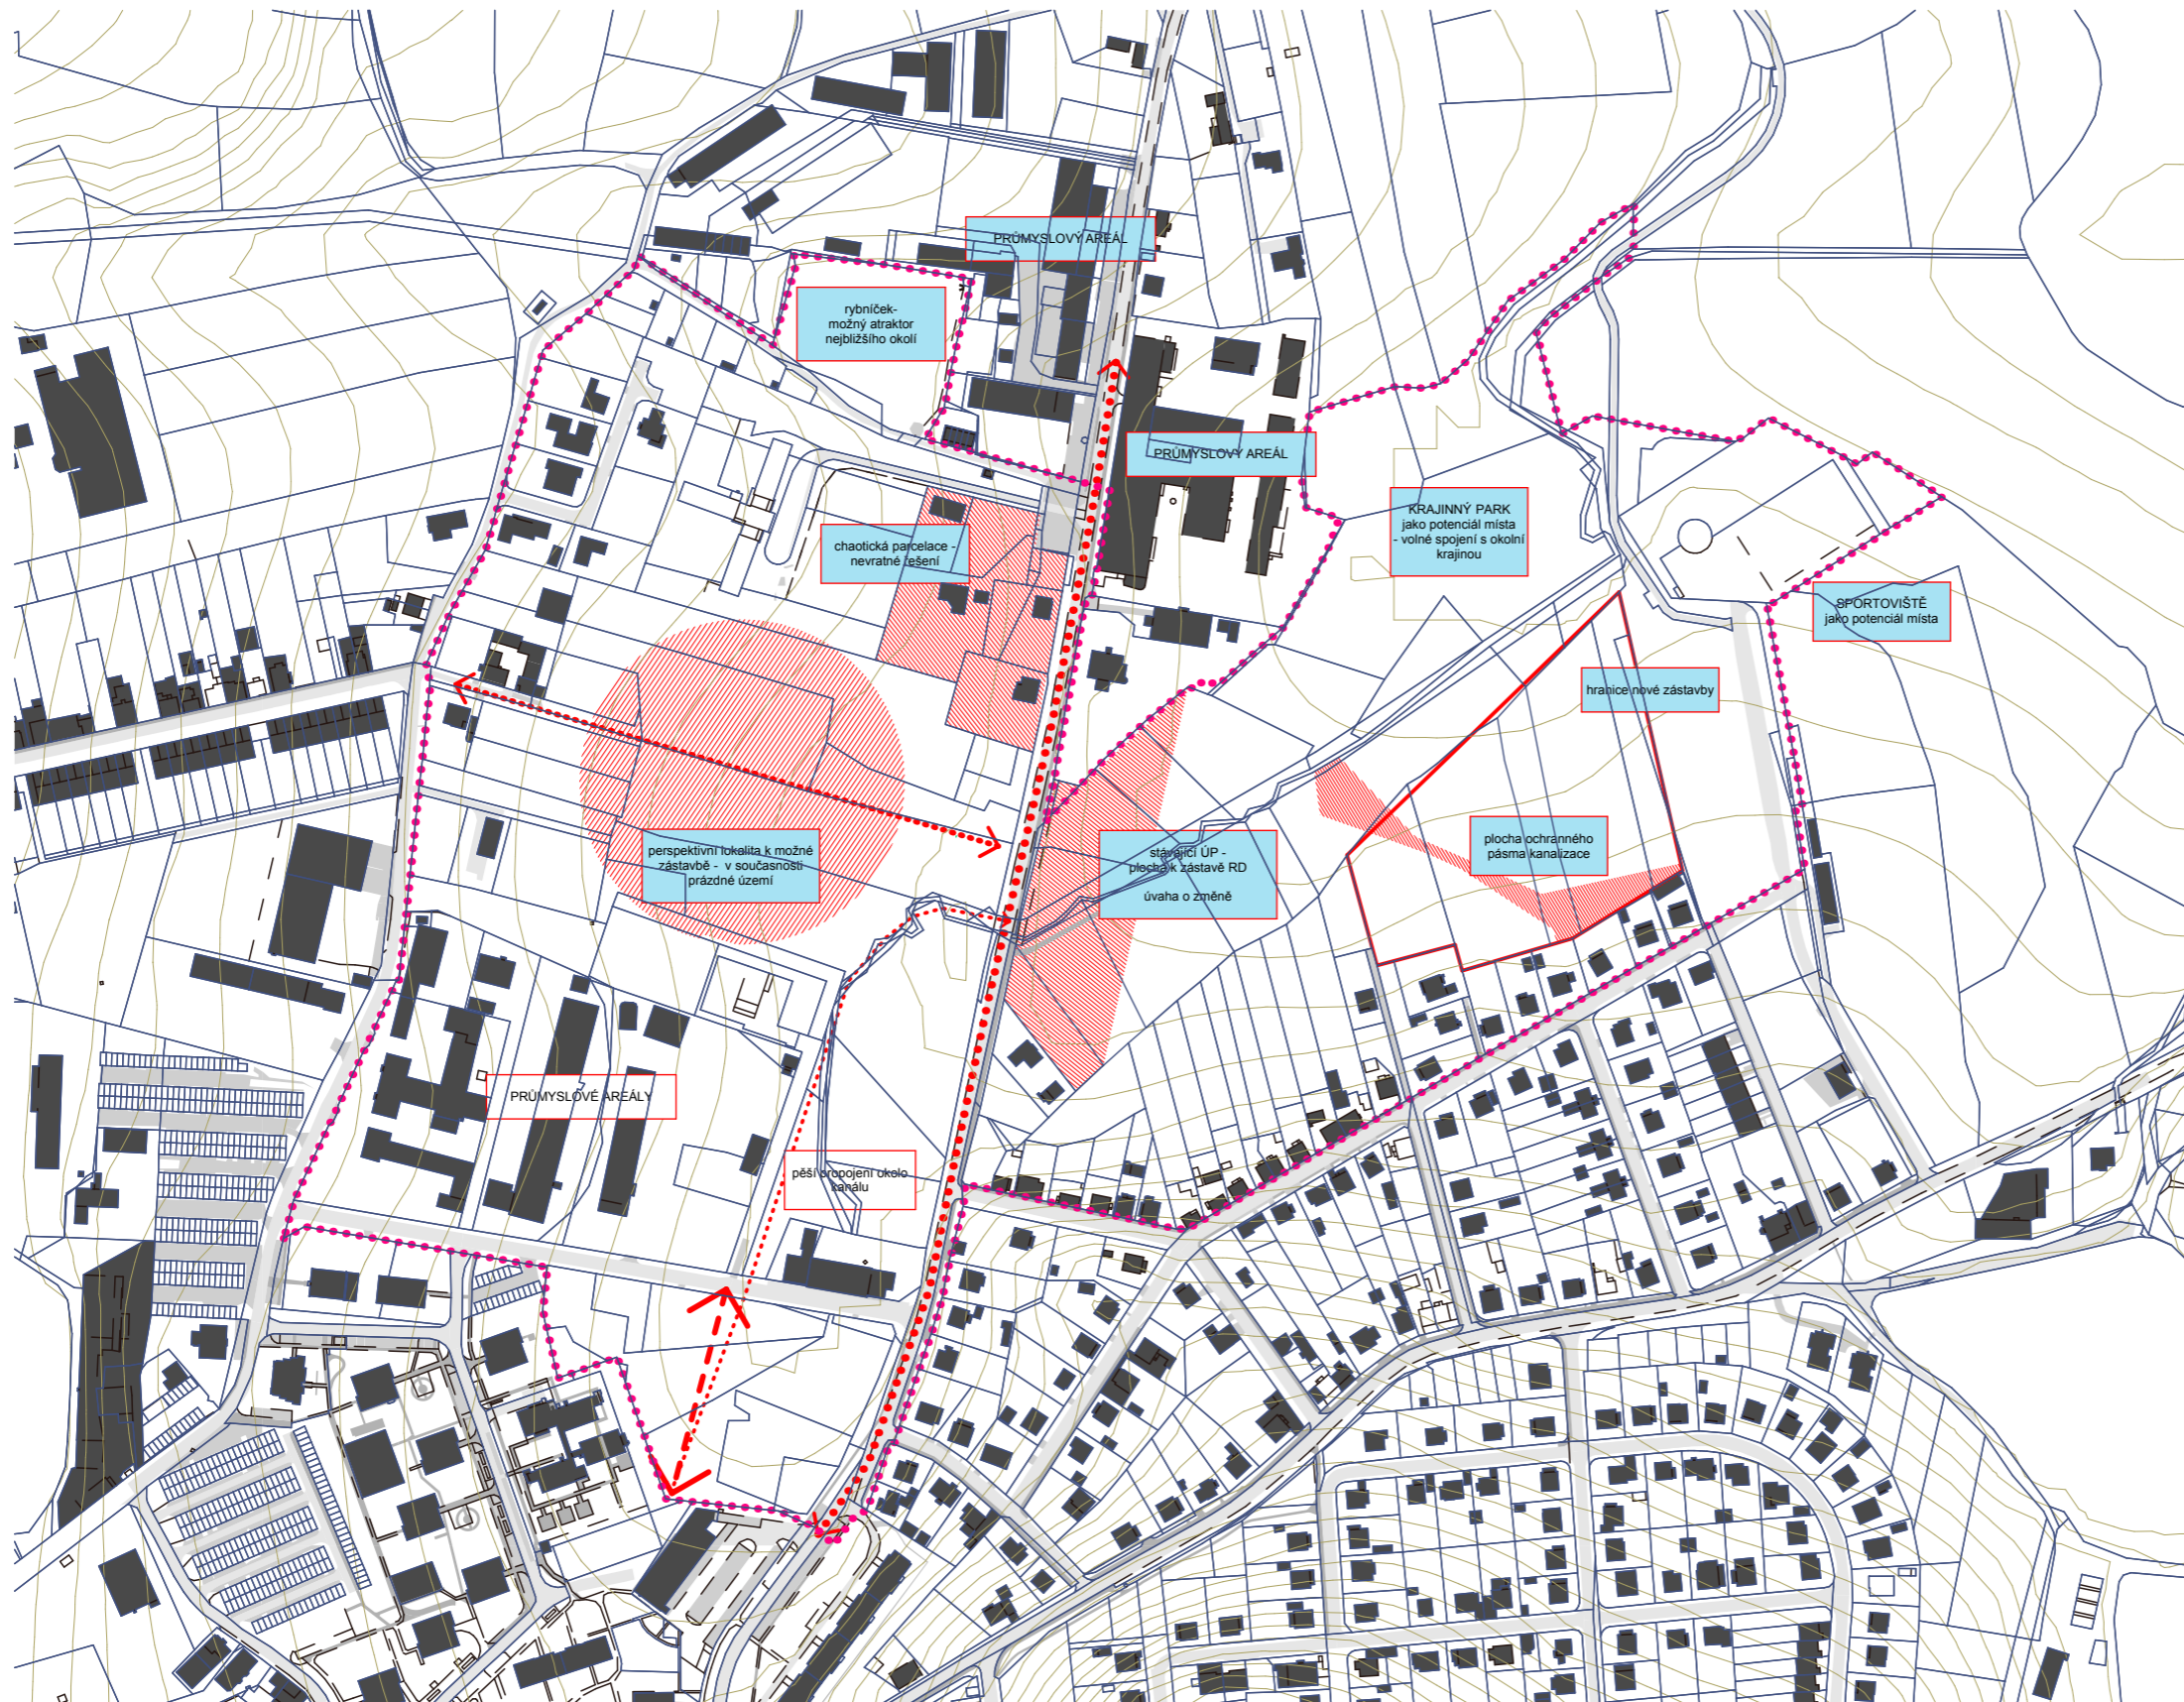 PRŮMYSLOVÝ AREÁL
rybníček-
možný atraktor
nejbližšího okolí
PRŮMYSLOVÝ AREÁL
KRAJINNÝ PARK
jako potenciál místa
- volné spojení s okolní
krajinou
chaotická parcelace -
nevratné řešení
SPORTOVIŠTĚ
jako potenciál místa
hranice nové zástavby
perspektivní lokalita k možné
zástavbě - v současnosti
prázdné území
stávající ÚP -
plocha k zástavě RD
úvaha o změně
plocha ochranného
pásma kanalizace
PRŮMYSLOVÉ AREÁLY
pěší propojení okolo
kanálu